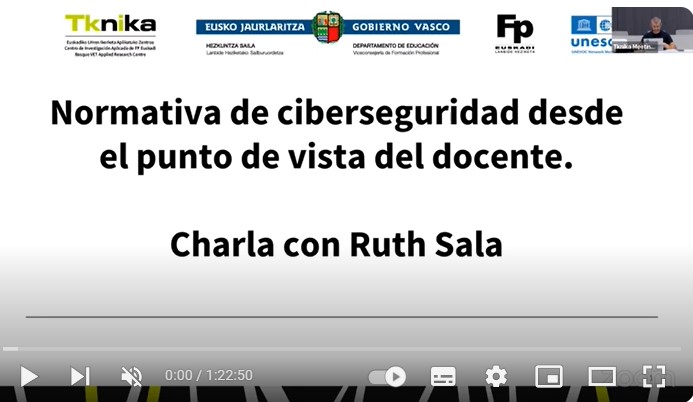 Tknika
Euskadiko LHren Ikerketa Aplikatuko Zentroa
Centro de Investigación Aplicada de FP Euskadi
Basque VET Applied Research Centre
EUSKO JAURLARITZA
GOBIERNO VASCO
HEZKUNTZA SAILA
Lanbide Heziketako Sailburuordetza
DEPARTAMENTO DE EDUCACIÓN
Viceconsejería de Formación Profesional
Fp
EUSKADI
LANBIDE HEZIKETA
unesco
Tknika Meetin...
Normativa de ciberseguridad desde
el punto de vista del docente.
Charla con Ruth Sala
0:00 / 1:22:50
zoom